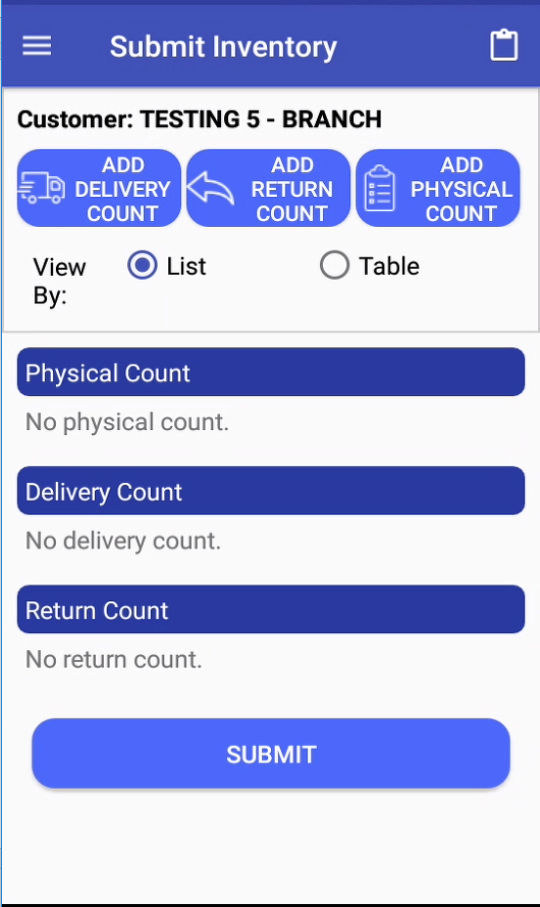 Submit Inventory
Customer: TESTING 5 - BRANCH
ADD
DELIVERY
COUNT
ADD
RETURN
COUNT
ADD
PHYSICAL
COUNT
View
By:
List
Table
Physical Count
No physical count.
Delivery Count
No delivery count.
Return Count
No return count.
SUBMIT